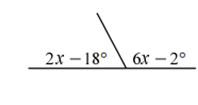 2x – 18° 6x – 2°